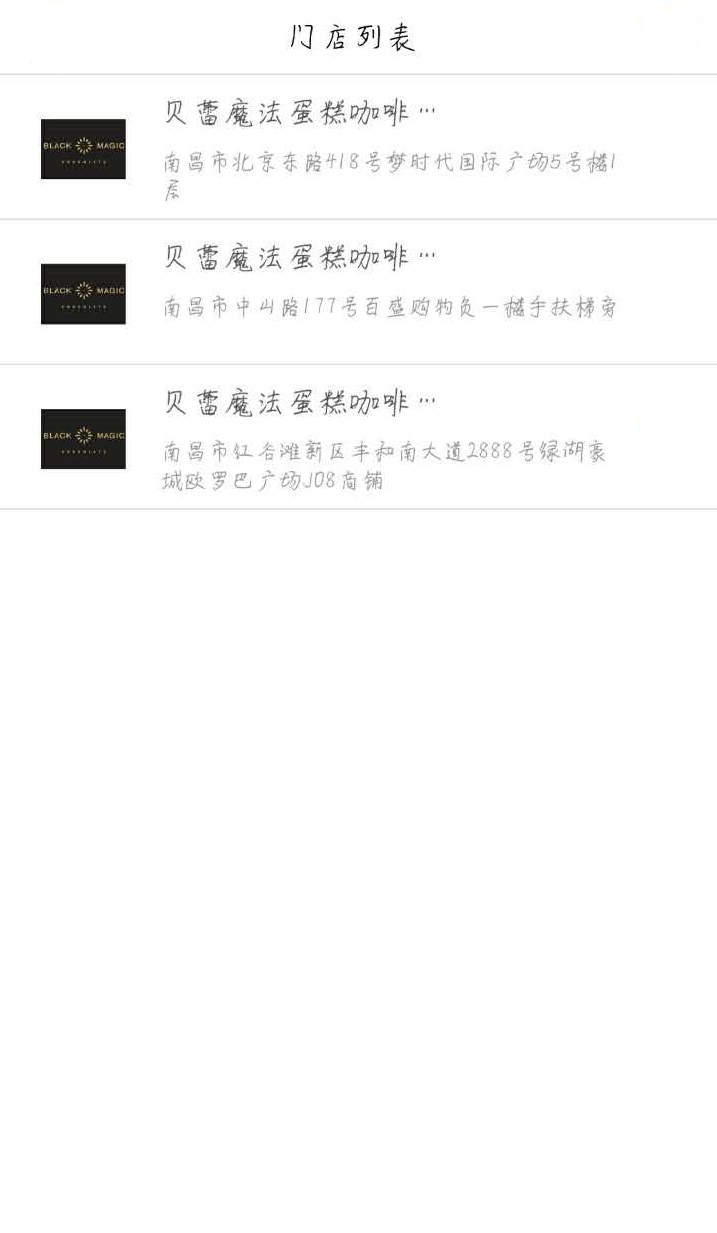 门店列表
贝蕾魔法蛋糕咖啡…
BLACK MAGIC
南昌市北京东路418号梦时代国际广场5号楼1
层
贝蕾魔法蛋糕咖啡…
BLACK MAGIC
南昌市中山路177号百盛购物负一楼手扶梯旁
贝蕾魔法蛋糕咖啡…
BLACK MAGIC
南昌市红谷滩新区丰和南大道2888号绿湖豪
城欧罗巴广场J08商铺